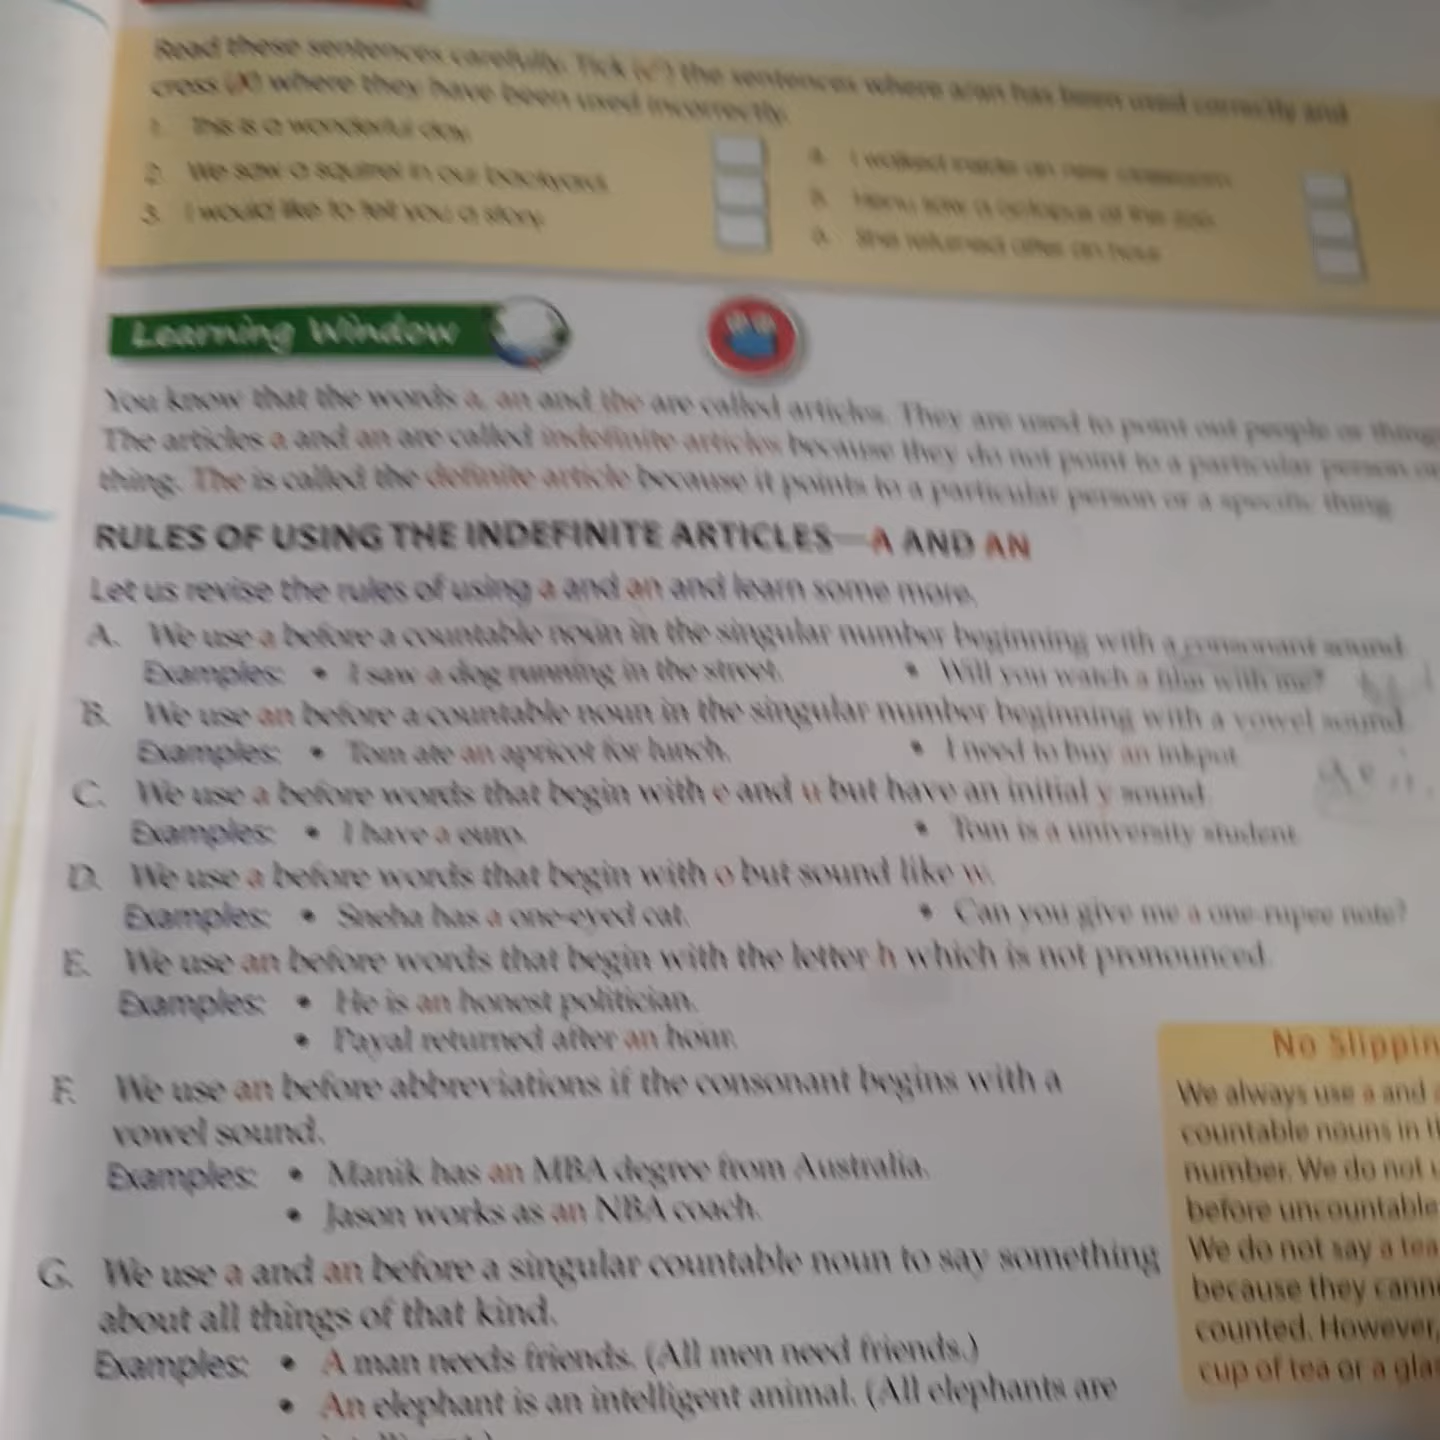 Read these sentences carefully. Tick (✓) the sentences where a/an has been used correctly and
cross (✗) where they have been used incorrectly.
1. This is a wonderful day.
2. We saw a squirrel in our backyard.
3. I would like to tell you a story.
I walked inside an new classroom.
saw a octopus at the zoo.
She returned after an hour.
Learning Window
You know that the words a, an and the are called articles. They are used to point out people or things
The articles a and an are called indefinite articles because they do not point to a particular person or
thing. The is called the definite article because it points to a particular person or a specific thing.
RULES OF USING THE INDEFINITE ARTICLES—A AND AN
Let us revise the rules of using a and an and learn some more.
A. We use a before a countable noun in the singular number beginning with a consonant sound.
Examples: • I saw a dog running in the street. • Will you watch a film with me?
B. We use an before a countable noun in the singular number beginning with a vowel sound.
Examples: • Tom ate an apricot for lunch. • I need to buy an inkpot.
C. We use a before words that begin with e and u but have an initial y sound.
Examples: • I have a euro. • Tom is a university student.
D. We use a before words that begin with o but sound like w.
Examples: • Sneha has a one-eyed cat. • Can you give me a one-rupee note?
E. We use an before words that begin with the letter h which is not pronounced.
Examples: • He is an honest politician.
• Payal returned after an hour.
F. We use an before abbreviations if the consonant begins with a
vowel sound.
Examples: • Manik has an MBA degree from Australia.
• Jason works as an NBA coach.
G. We use a and an before a singular countable noun to say something
about all things of that kind.
Examples: • A man needs friends. (All men need friends.)
• An elephant is an intelligent animal. (All elephants are
No Slippin
We always use a and
countable nouns in
number. We do not
before uncountable
We do not say a tea
because they cann
counted. However,
cup of tea or a gla